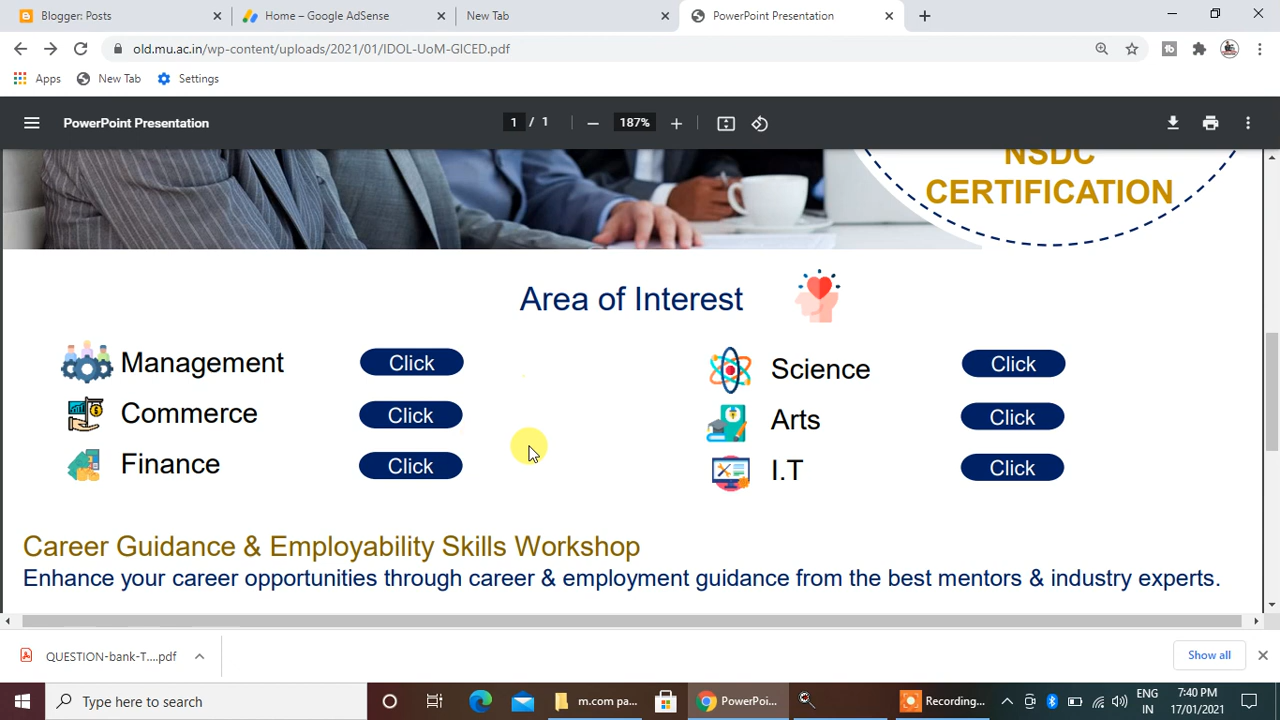 Blogger: Posts
Home – Google AdSense
New Tab
PowerPoint Presentation
old.mu.ac.in/wp-content/uploads/2021/01/IDOL-UoM-GICED.pdf
Apps
New Tab
Settings
PowerPoint Presentation
1 / 1
187%
NSDC
CERTIFICATION
Area of Interest
Management Click
Commerce Click
Finance Click
Science Click
Arts Click
I.T Click
Career Guidance & Employability Skills Workshop
Enhance your career opportunities through career & employment guidance from the best mentors & industry experts.
QUESTION-bank-T....pdf
Show all
Type here to search
m.com pa...
PowerPoi...
Recording...
ENG
IN
7:40 PM
17/01/2021